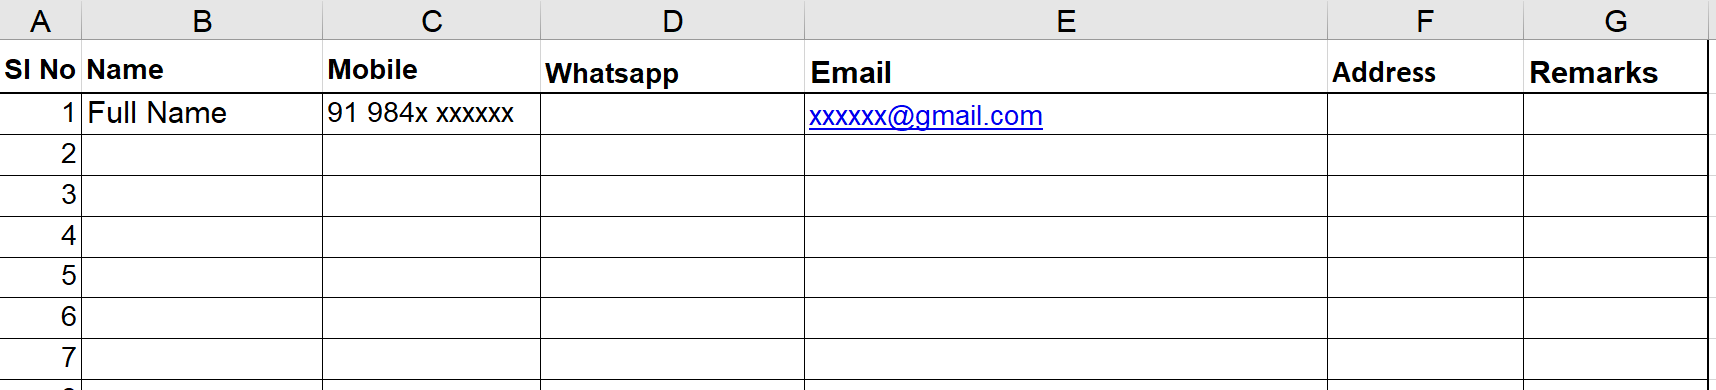 A B C D E F G
Sl No Name Mobile Whatsapp Email Address Remarks
1 Full Name 91 984x xxxxxx xxxxxx@gmail.com
2
3
4
5
6
7